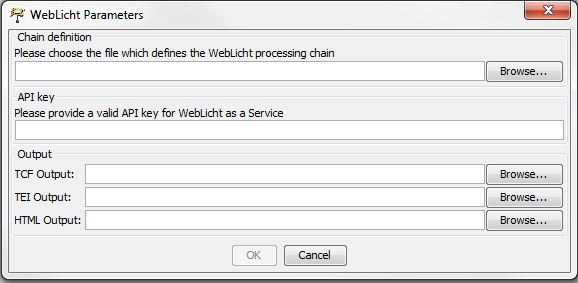 WebLicht Parameters
Chain definition
Please choose the file which defines the WebLicht processing chain
Browse...
API key
Please provide a valid API key for WebLicht as a Service
Output
TCF Output: Browse...
TEI Output: Browse...
HTML Output: Browse...
OK Cancel